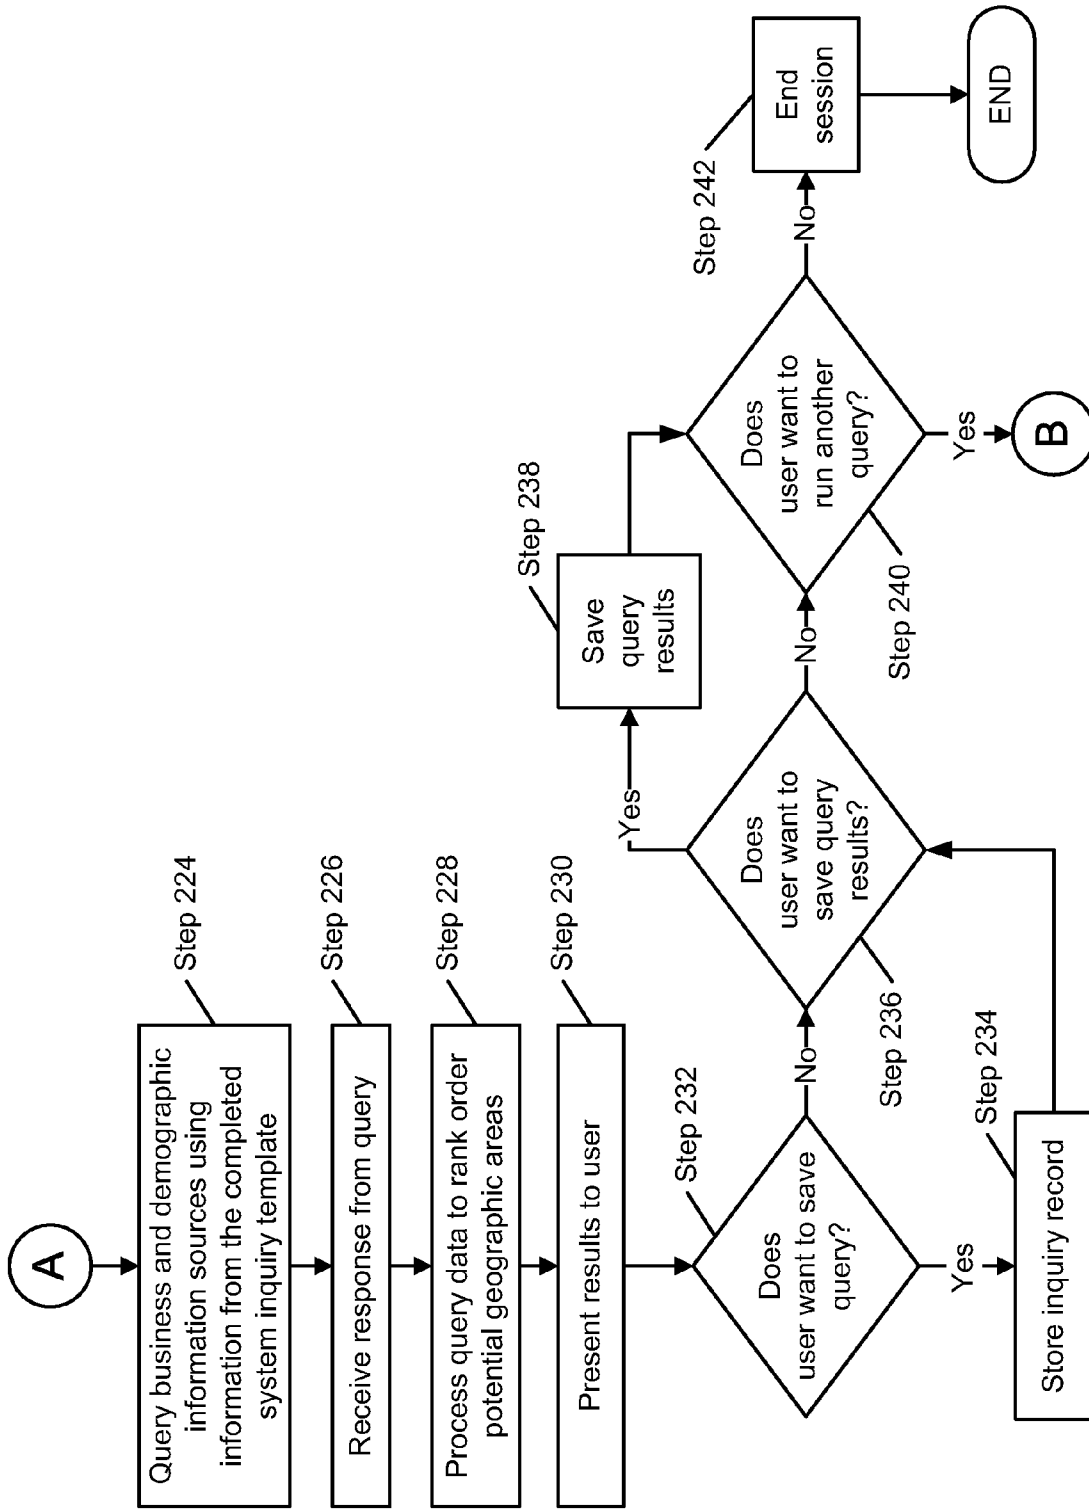 A
Query business and demographic
information sources using
information from the completed
system inquiry template
Step 224
Receive response from query
Step 226
Process query data to rank order
potential geographic areas
Step 228
Present results to user
Step 230
Does
user want to save
query?
Step 232
No
Yes
Store inquiry record
Step 234
Does
user want to
save query
results?
Step 236
Yes
No
Save
query
results
Step 238
Does
user want to
run another
query?
Step 240
Yes
B
No
End
session
Step 242
END